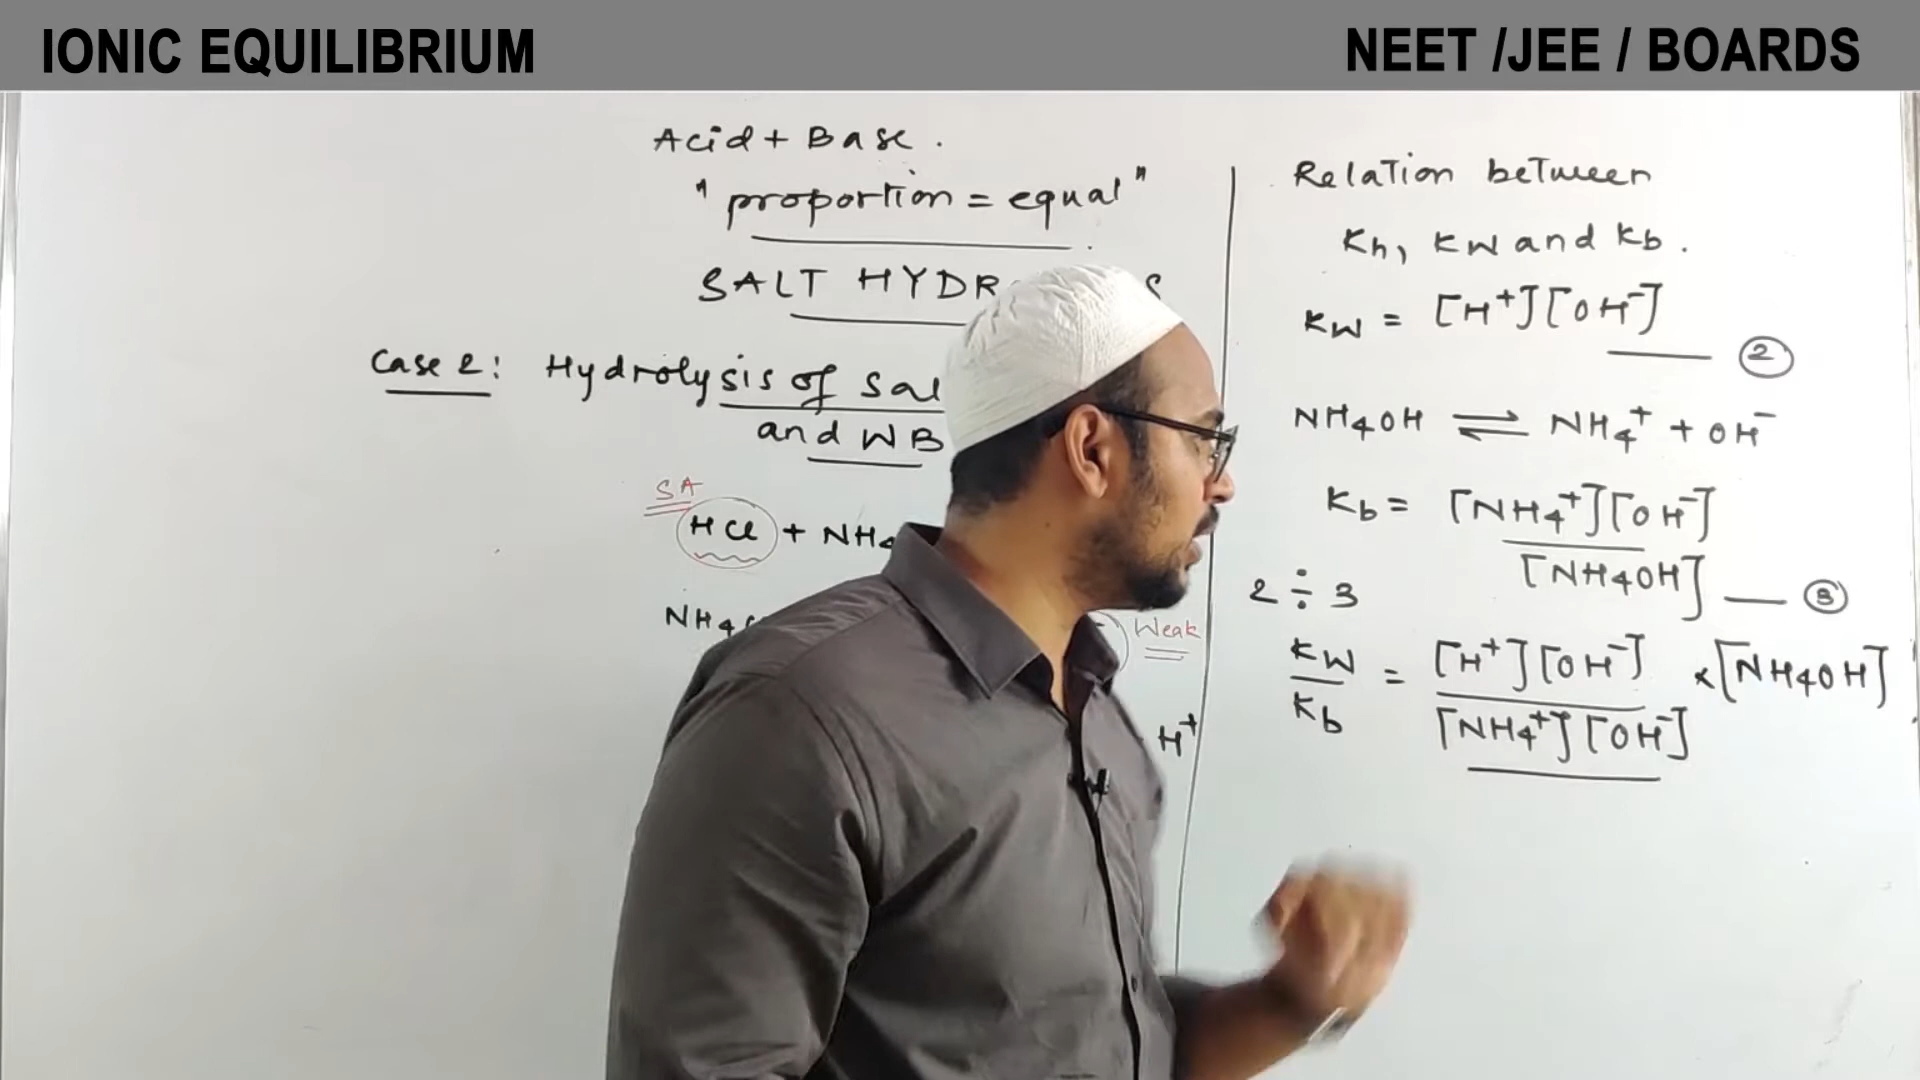 IONIC EQUILIBRIUM
NEET /JEE / BOARDS
Acid + Base .
"proportion = equal"
SALT HYDR S
Case 2: Hydrolysis of Sal
and WB
SA
HCl + NH4
NH4
Weak
H⁺
Relation between
Kh, KW and Kb .
KW = [H⁺][OH⁻]
②
NH4OH ⇌ NH4⁺ + OH⁻
Kb = [NH4⁺][OH⁻]
[NH4OH] — ③
2 ÷ 3
KW / Kb = [H⁺][OH⁻] / [NH4⁺][OH⁻] × [NH4OH]